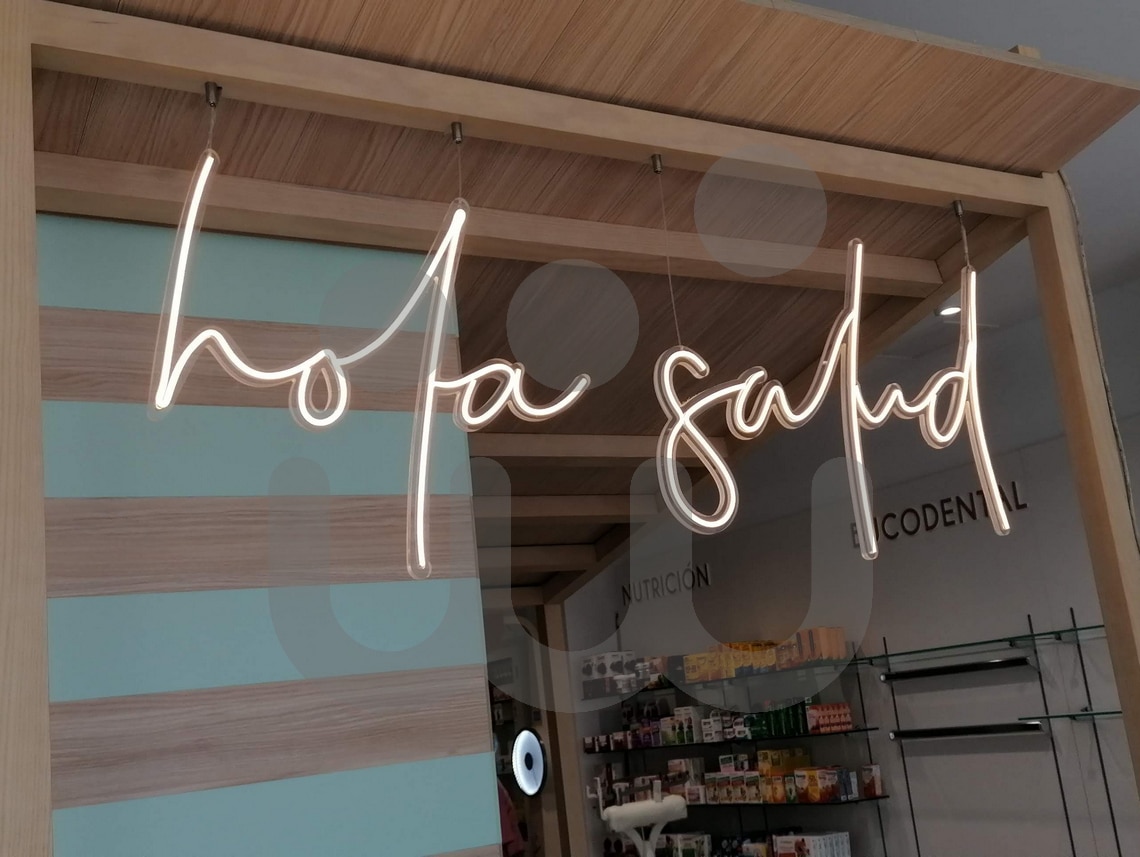 hola salud
NUTRICIÓN
BUCODENTAL